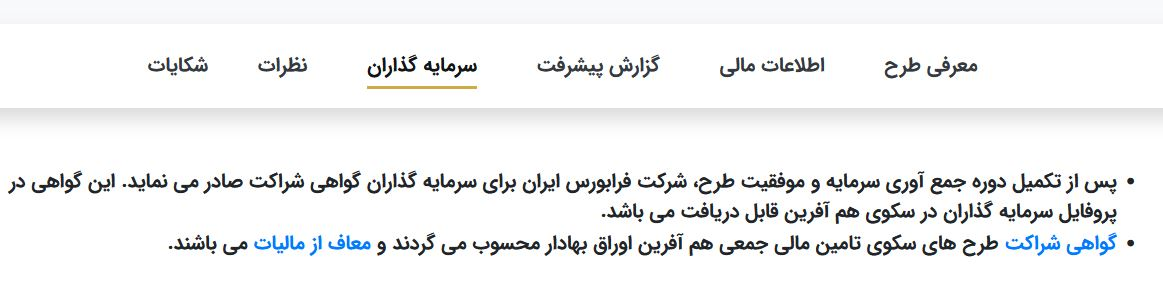 معرفی طرح اطلاعات مالی گزارش پیشرفت سرمایه گذاران نظرات شکایات
• پس از تکمیل دوره جمع آوری سرمایه و موفقیت طرح، شرکت فرابورس ایران برای سرمایه گذاران گواهی شراکت صادر می نماید. این گواهی در
پروفایل سرمایه گذاران در سکوی هم آفرین قابل دریافت می باشد.
• گواهی شراکت طرح های سکوی تامین مالی جمعی هم آفرین اوراق بهادار محسوب می گردند و معاف از مالیات می باشند.